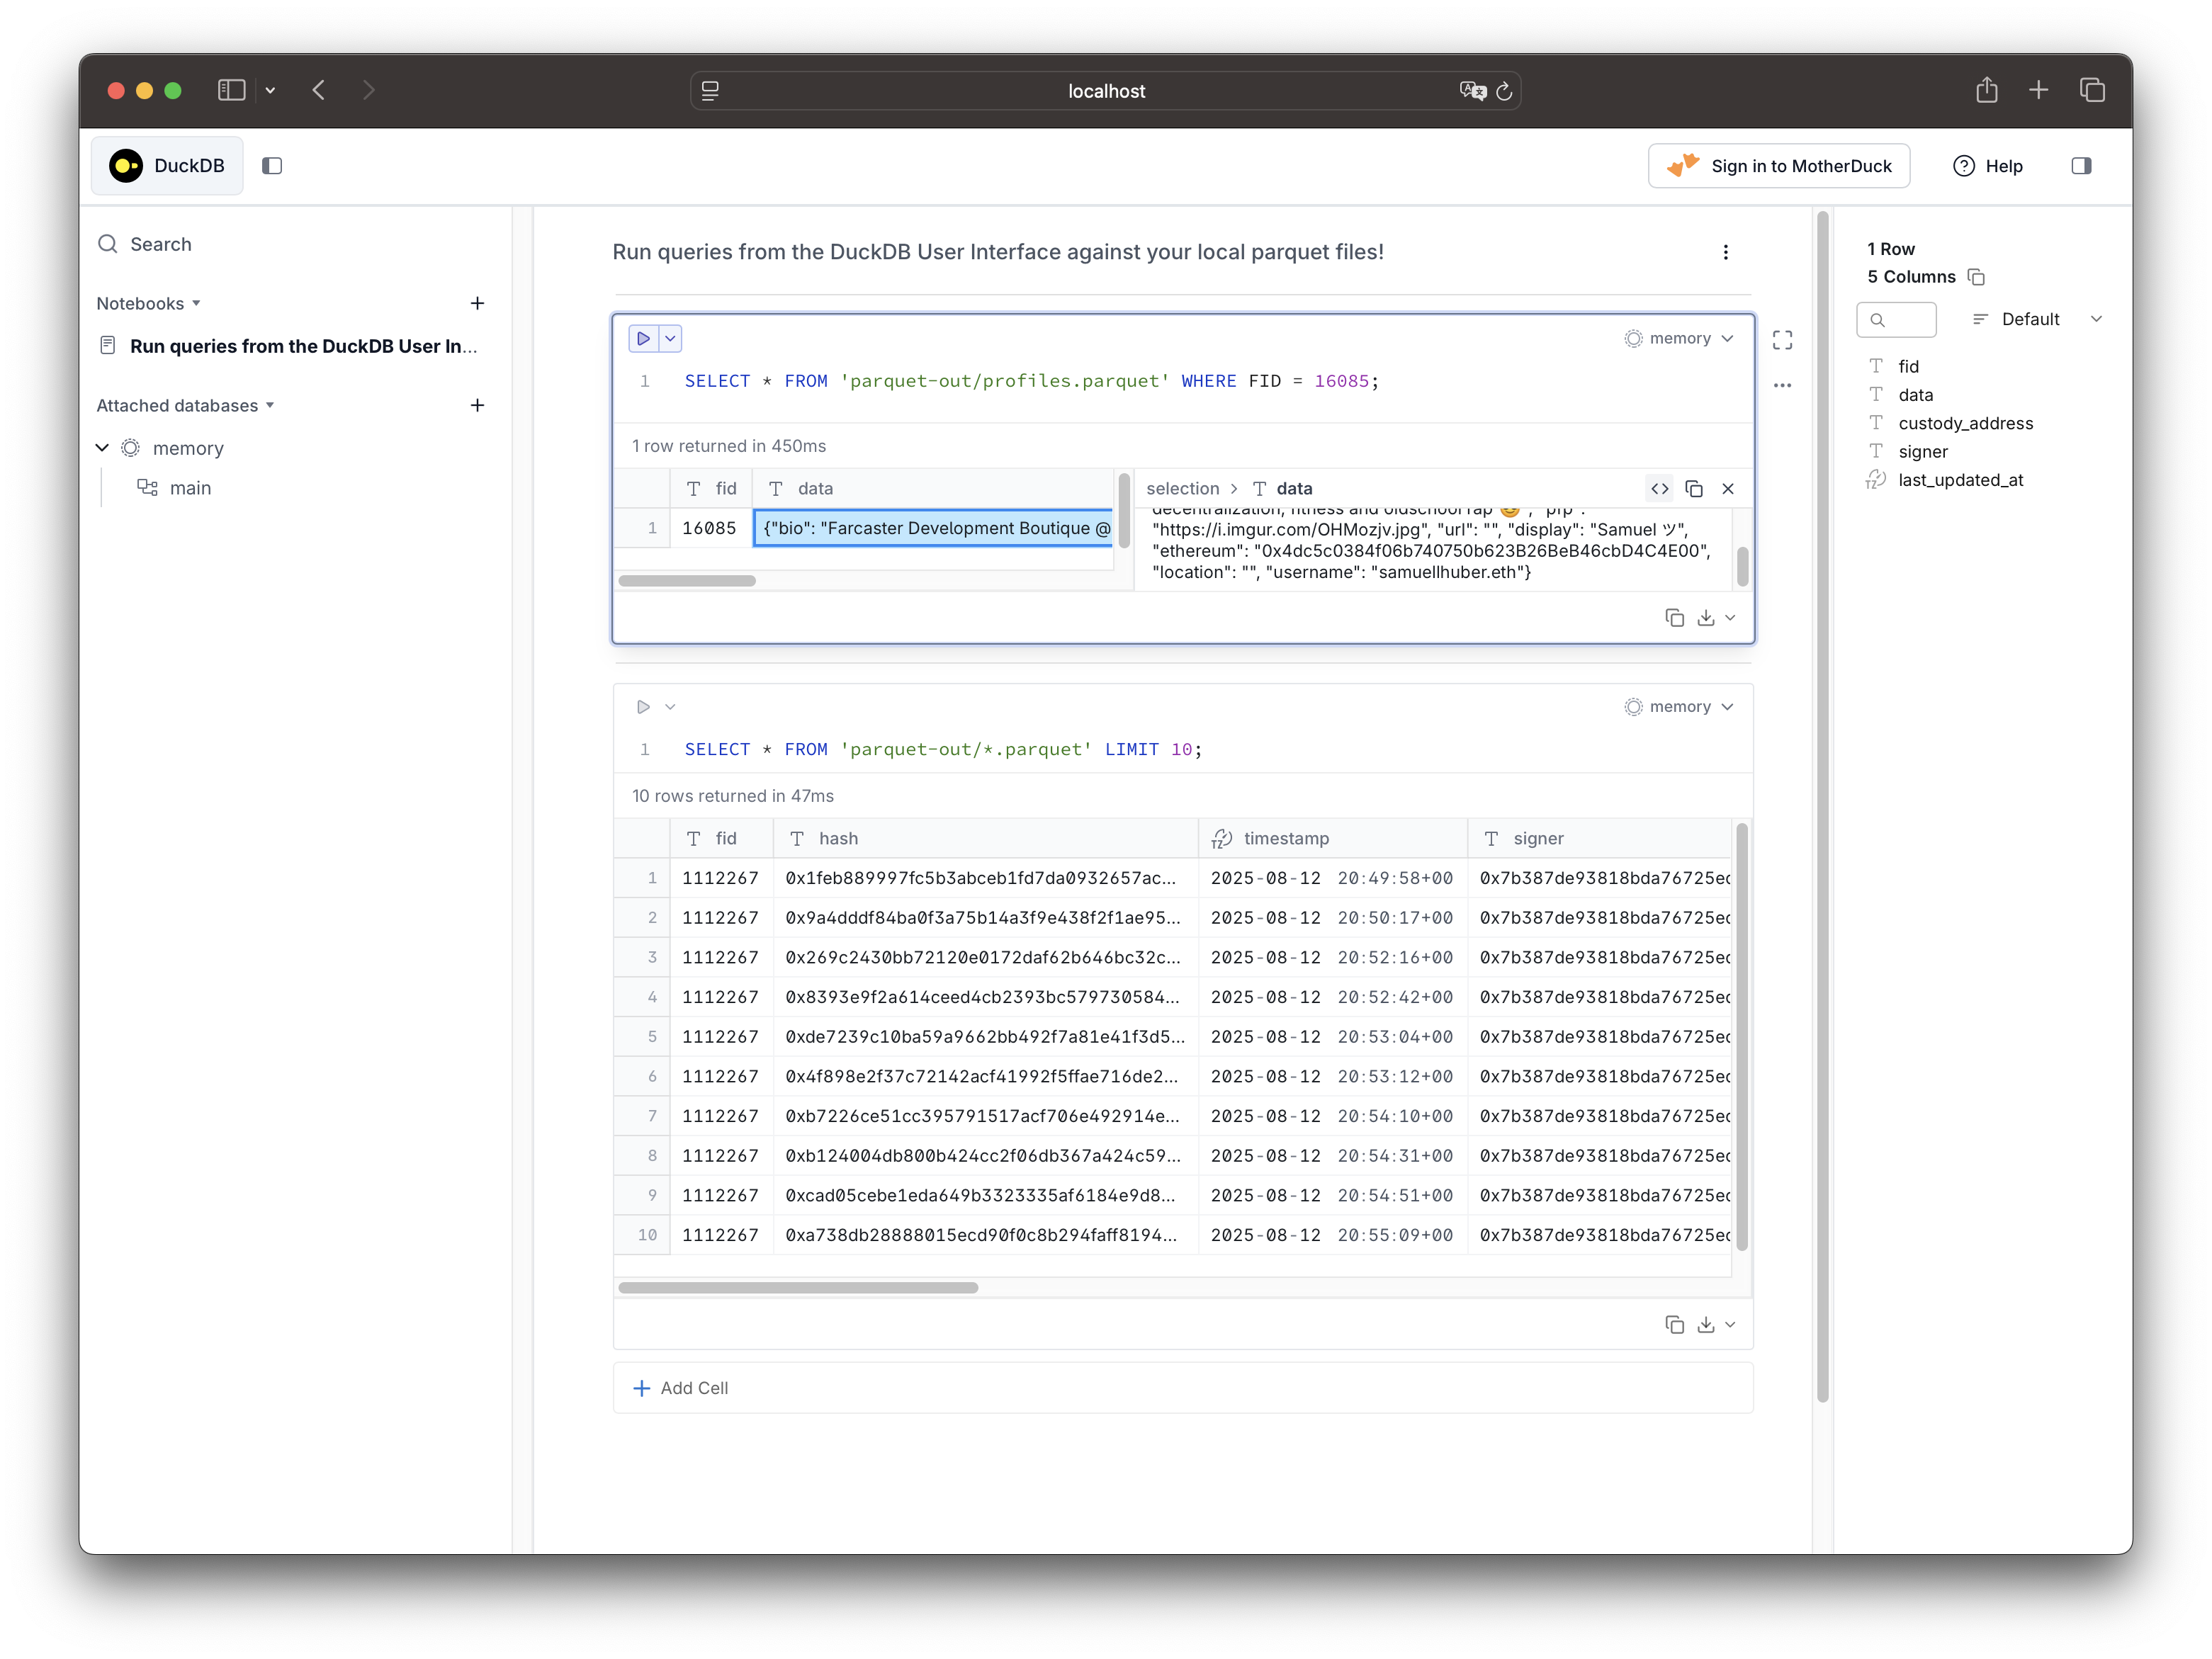 localhost
DuckDB
Sign in to MotherDuck
Help
Search
Notebooks
Run queries from the DuckDB User In...
Attached databases
memory
main
Run queries from the DuckDB User Interface against your local parquet files!
memory
1 SELECT * FROM 'parquet-out/profiles.parquet' WHERE FID = 16085;
1 row returned in 450ms
fid data
1 16085 {"bio": "Farcaster Development Boutique @
selection > data
decentralization, fitness and oldschool rap 😊", "pfp":
"https://i.imgur.com/OHMozjv.jpg", "url": "", "display": "Samuel ツ",
"ethereum": "0x4dc5c0384f06b740750b623B26BeB46cbD4C4E00",
"location": "", "username": "samuellhuber.eth"}
memory
1 SELECT * FROM 'parquet-out/*.parquet' LIMIT 10;
10 rows returned in 47ms
fid hash timestamp signer
1 1112267 0x1feb889997fc5b3abceb1fd7da0932657ac... 2025-08-12 20:49:58+00 0x7b387de93818bda76725ec
2 1112267 0x9a4dddf84ba0f3a75b14a3f9e438f2f1ae95... 2025-08-12 20:50:17+00 0x7b387de93818bda76725ec
3 1112267 0x269c2430bb72120e0172daf62b646bc32c... 2025-08-12 20:52:16+00 0x7b387de93818bda76725ec
4 1112267 0x8393e9f2a614ceed4cb2393bc579730584... 2025-08-12 20:52:42+00 0x7b387de93818bda76725ec
5 1112267 0xde7239c10ba59a9662bb492f7a81e41f3d5... 2025-08-12 20:53:04+00 0x7b387de93818bda76725ec
6 1112267 0x4f898e2f37c72142acf41992f5ffae716de2... 2025-08-12 20:53:12+00 0x7b387de93818bda76725ec
7 1112267 0xb7226ce51cc395791517acf706e492914e... 2025-08-12 20:54:10+00 0x7b387de93818bda76725ec
8 1112267 0xb124004db800b424cc2f06db367a424c59... 2025-08-12 20:54:31+00 0x7b387de93818bda76725ec
9 1112267 0xcad05cebe1eda649b3323335af6184e9d8... 2025-08-12 20:54:51+00 0x7b387de93818bda76725ec
10 1112267 0xa738db28888015ecd90f0c8b294faff8194... 2025-08-12 20:55:09+00 0x7b387de93818bda76725ec
Add Cell
1 Row
5 Columns
Default
fid
data
custody_address
signer
last_updated_at